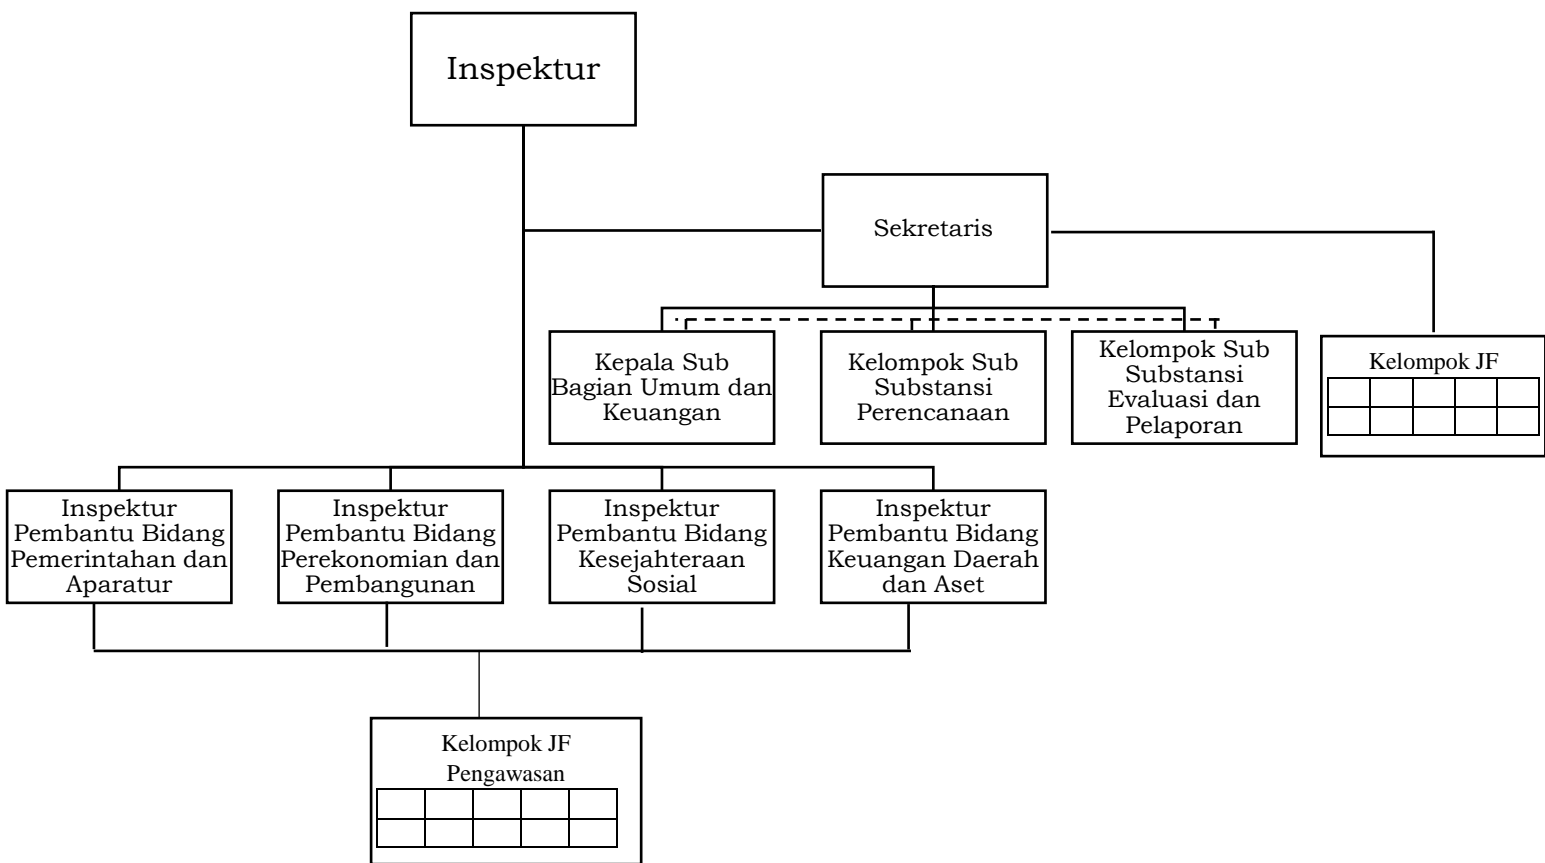 Inspektur
Sekretaris
Kepala Sub
Bagian Umum dan
Keuangan
Kelompok Sub
Substansi
Perencanaan
Kelompok Sub
Substansi
Evaluasi dan
Pelaporan
Kelompok JF
Inspektur
Pembantu Bidang
Pemerintahan dan
Aparatur
Inspektur
Pembantu Bidang
Perekonomian dan
Pembangunan
Inspektur
Pembantu Bidang
Kesejahteraan
Sosial
Inspektur
Pembantu Bidang
Keuangan Daerah
dan Aset
Kelompok JF
Pengawasan